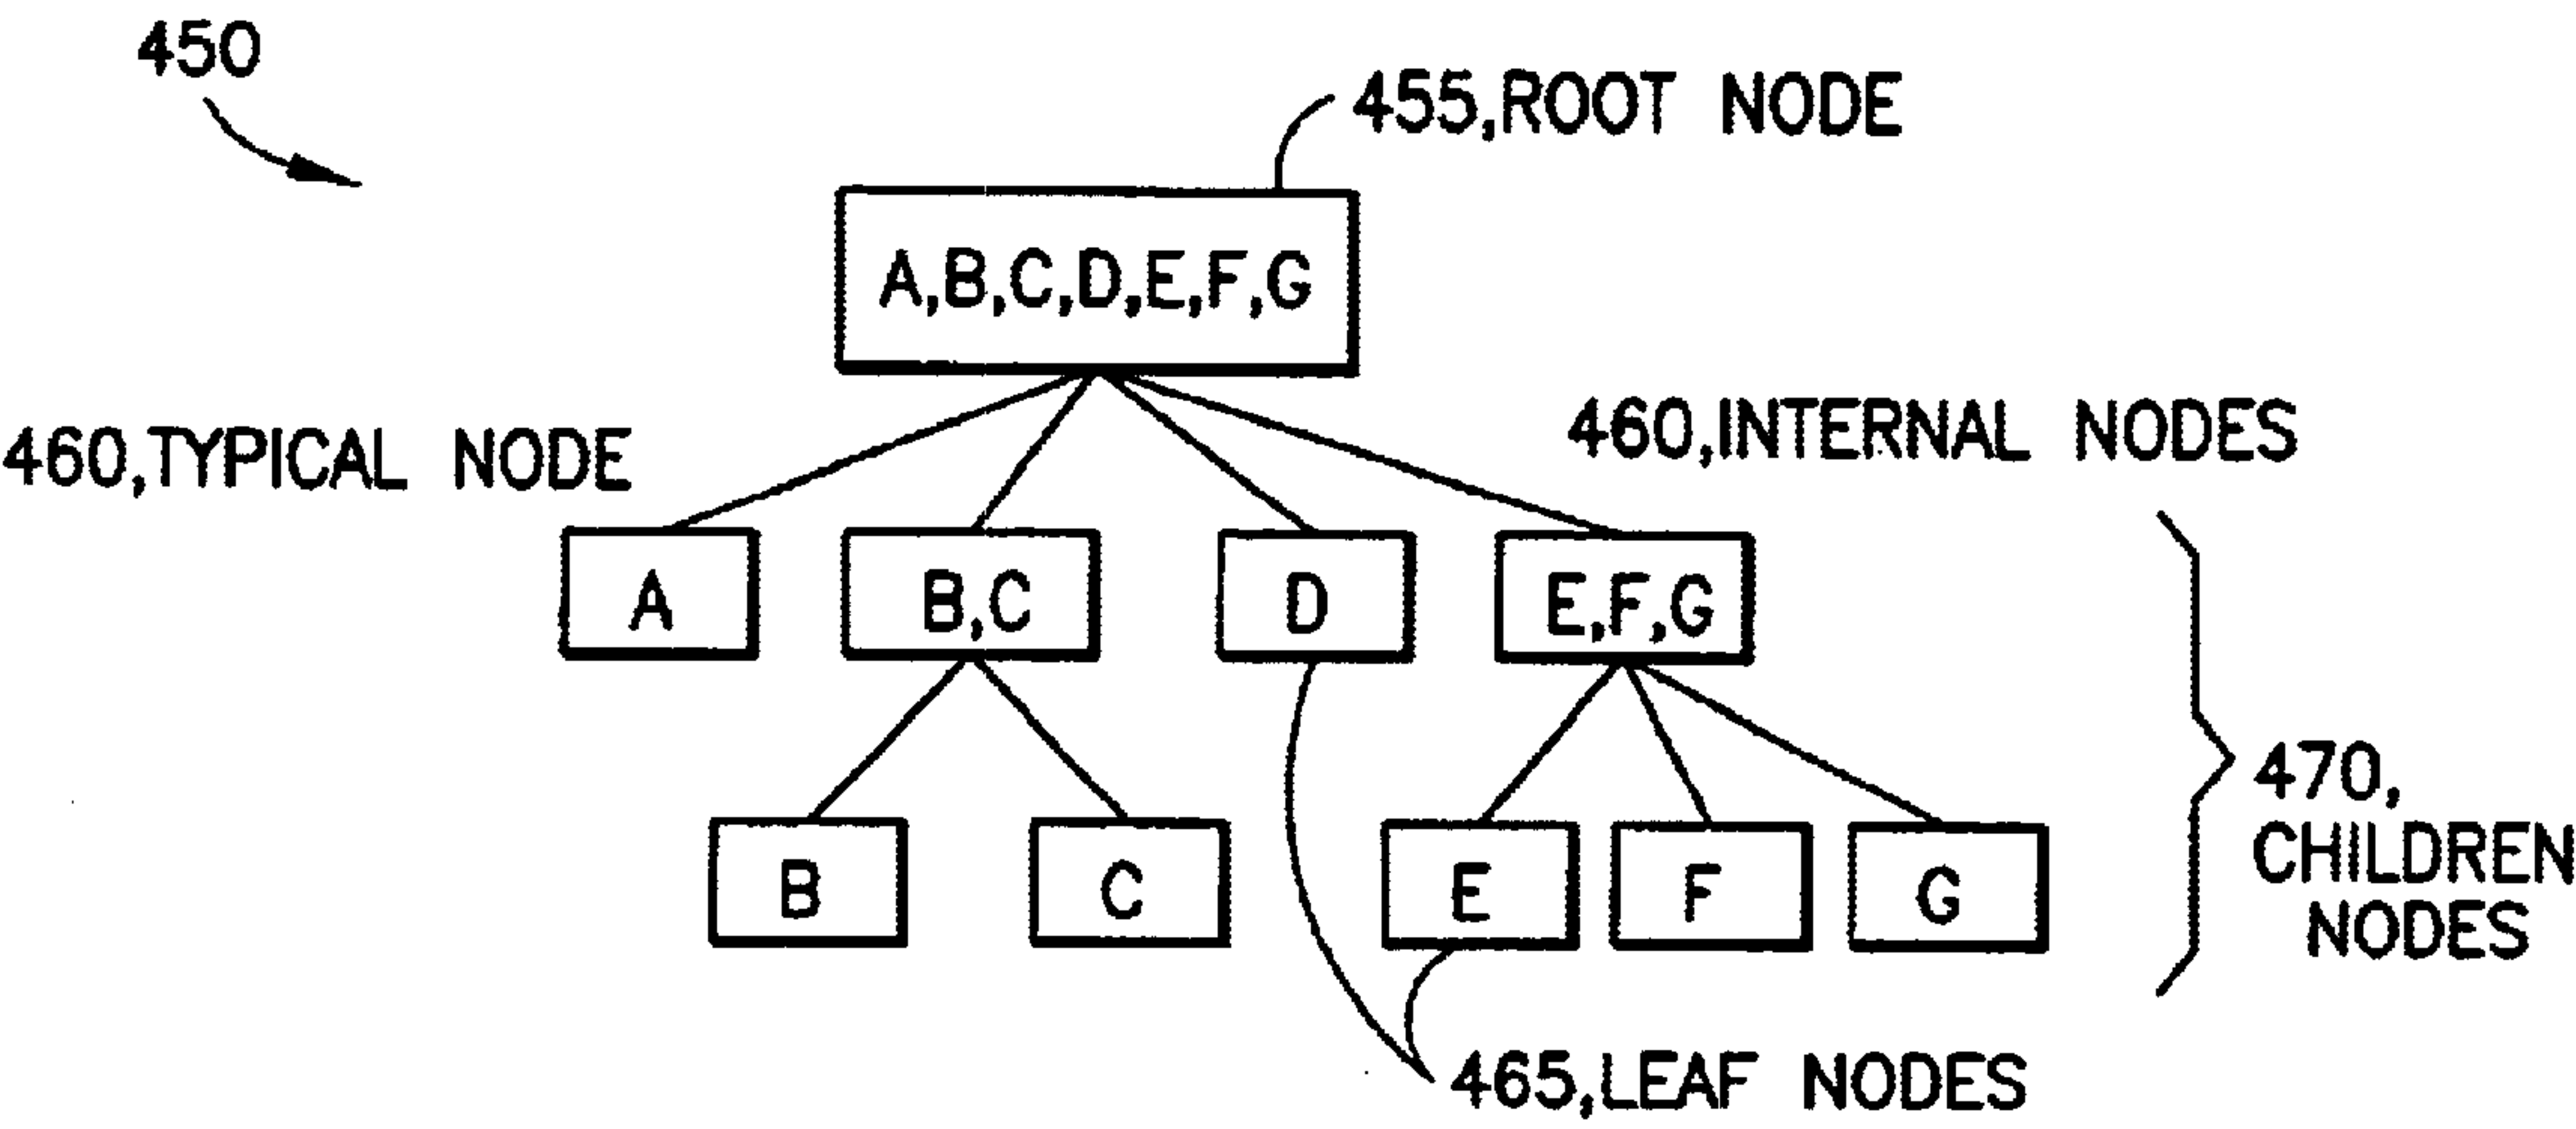 450
455,ROOT NODE
A,B,C,D,E,F,G
460,TYPICAL NODE
460,INTERNAL NODES
A
B,C
D
E,F,G
470,
CHILDREN
NODES
B
C
E
F
G
465,LEAF NODES